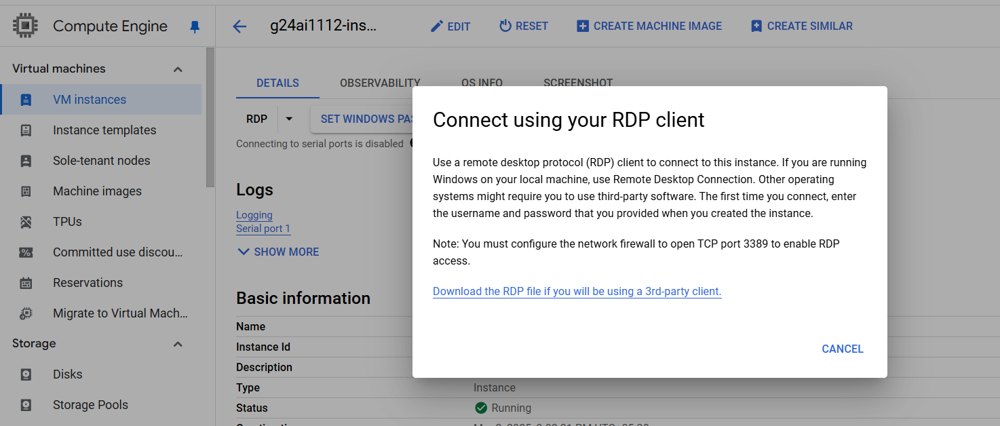 Compute Engine
g24ai1112-ins...
EDIT
RESET
CREATE MACHINE IMAGE
CREATE SIMILAR
Virtual machines
VM instances
Instance templates
Sole-tenant nodes
Machine images
TPUs
Committed use discou...
Reservations
Migrate to Virtual Mach...
Storage
Disks
Storage Pools
DETAILS
OBSERVABILITY
OS INFO
SCREENSHOT
RDP
SET WINDOWS PAS
Connecting to serial ports is disabled
Logs
Logging
Serial port 1
SHOW MORE
Basic information
Name
Instance Id
Description
Type Instance
Status Running
Connect using your RDP client
Use a remote desktop protocol (RDP) client to connect to this instance. If you are running
Windows on your local machine, use Remote Desktop Connection. Other operating
systems might require you to use third-party software. The first time you connect, enter
the username and password that you provided when you created the instance.
Note: You must configure the network firewall to open TCP port 3389 to enable RDP
access.
Download the RDP file if you will be using a 3rd-party client.
CANCEL